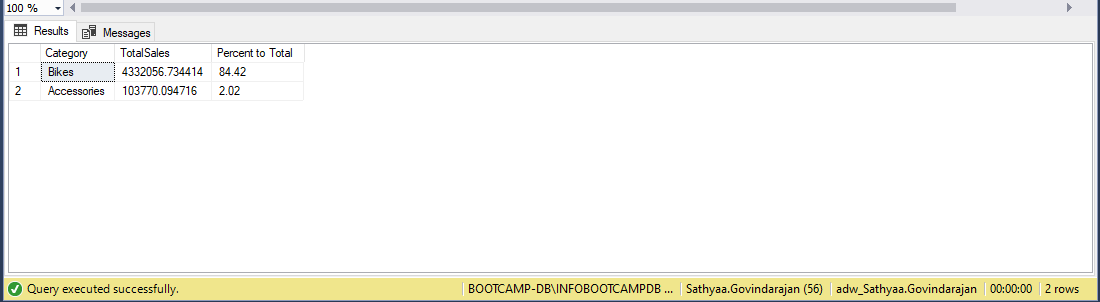 100 %
Results Messages
Category TotalSales Percent to Total
1 Bikes 4332056.734414 84.42
2 Accessories 103770.094716 2.02
Query executed successfully. BOOTCAMP-DB\INFOBOOTCAMPDB ... Sathyaa.Govindarajan (56) adw_Sathyaa.Govindarajan 00:00:00 2 rows